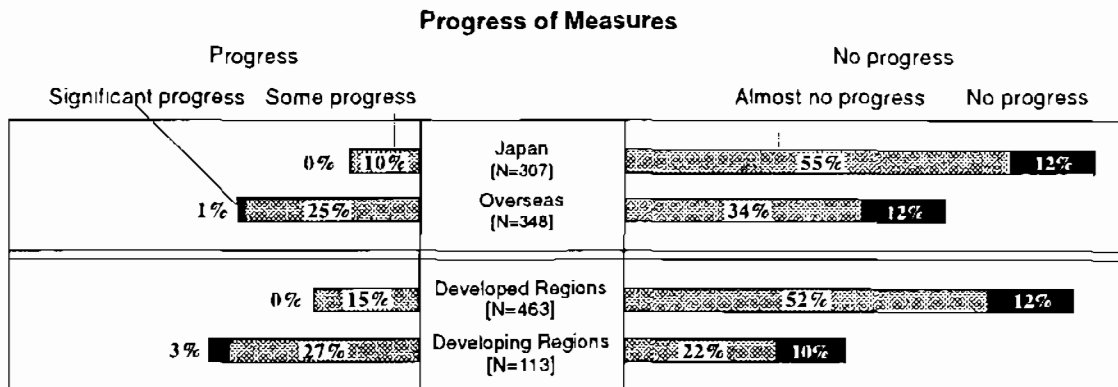 Progress of Measures
Progress No progress
Significant progress Some progress Almost no progress No progress
0% 10% Japan 55% 12%
[N=307]
1% 25% Overseas 34% 12%
[N=348]
0% 15% Developed Regions 52% 12%
[N=463]
3% 27% Developing Regions 22% 10%
[N=113]